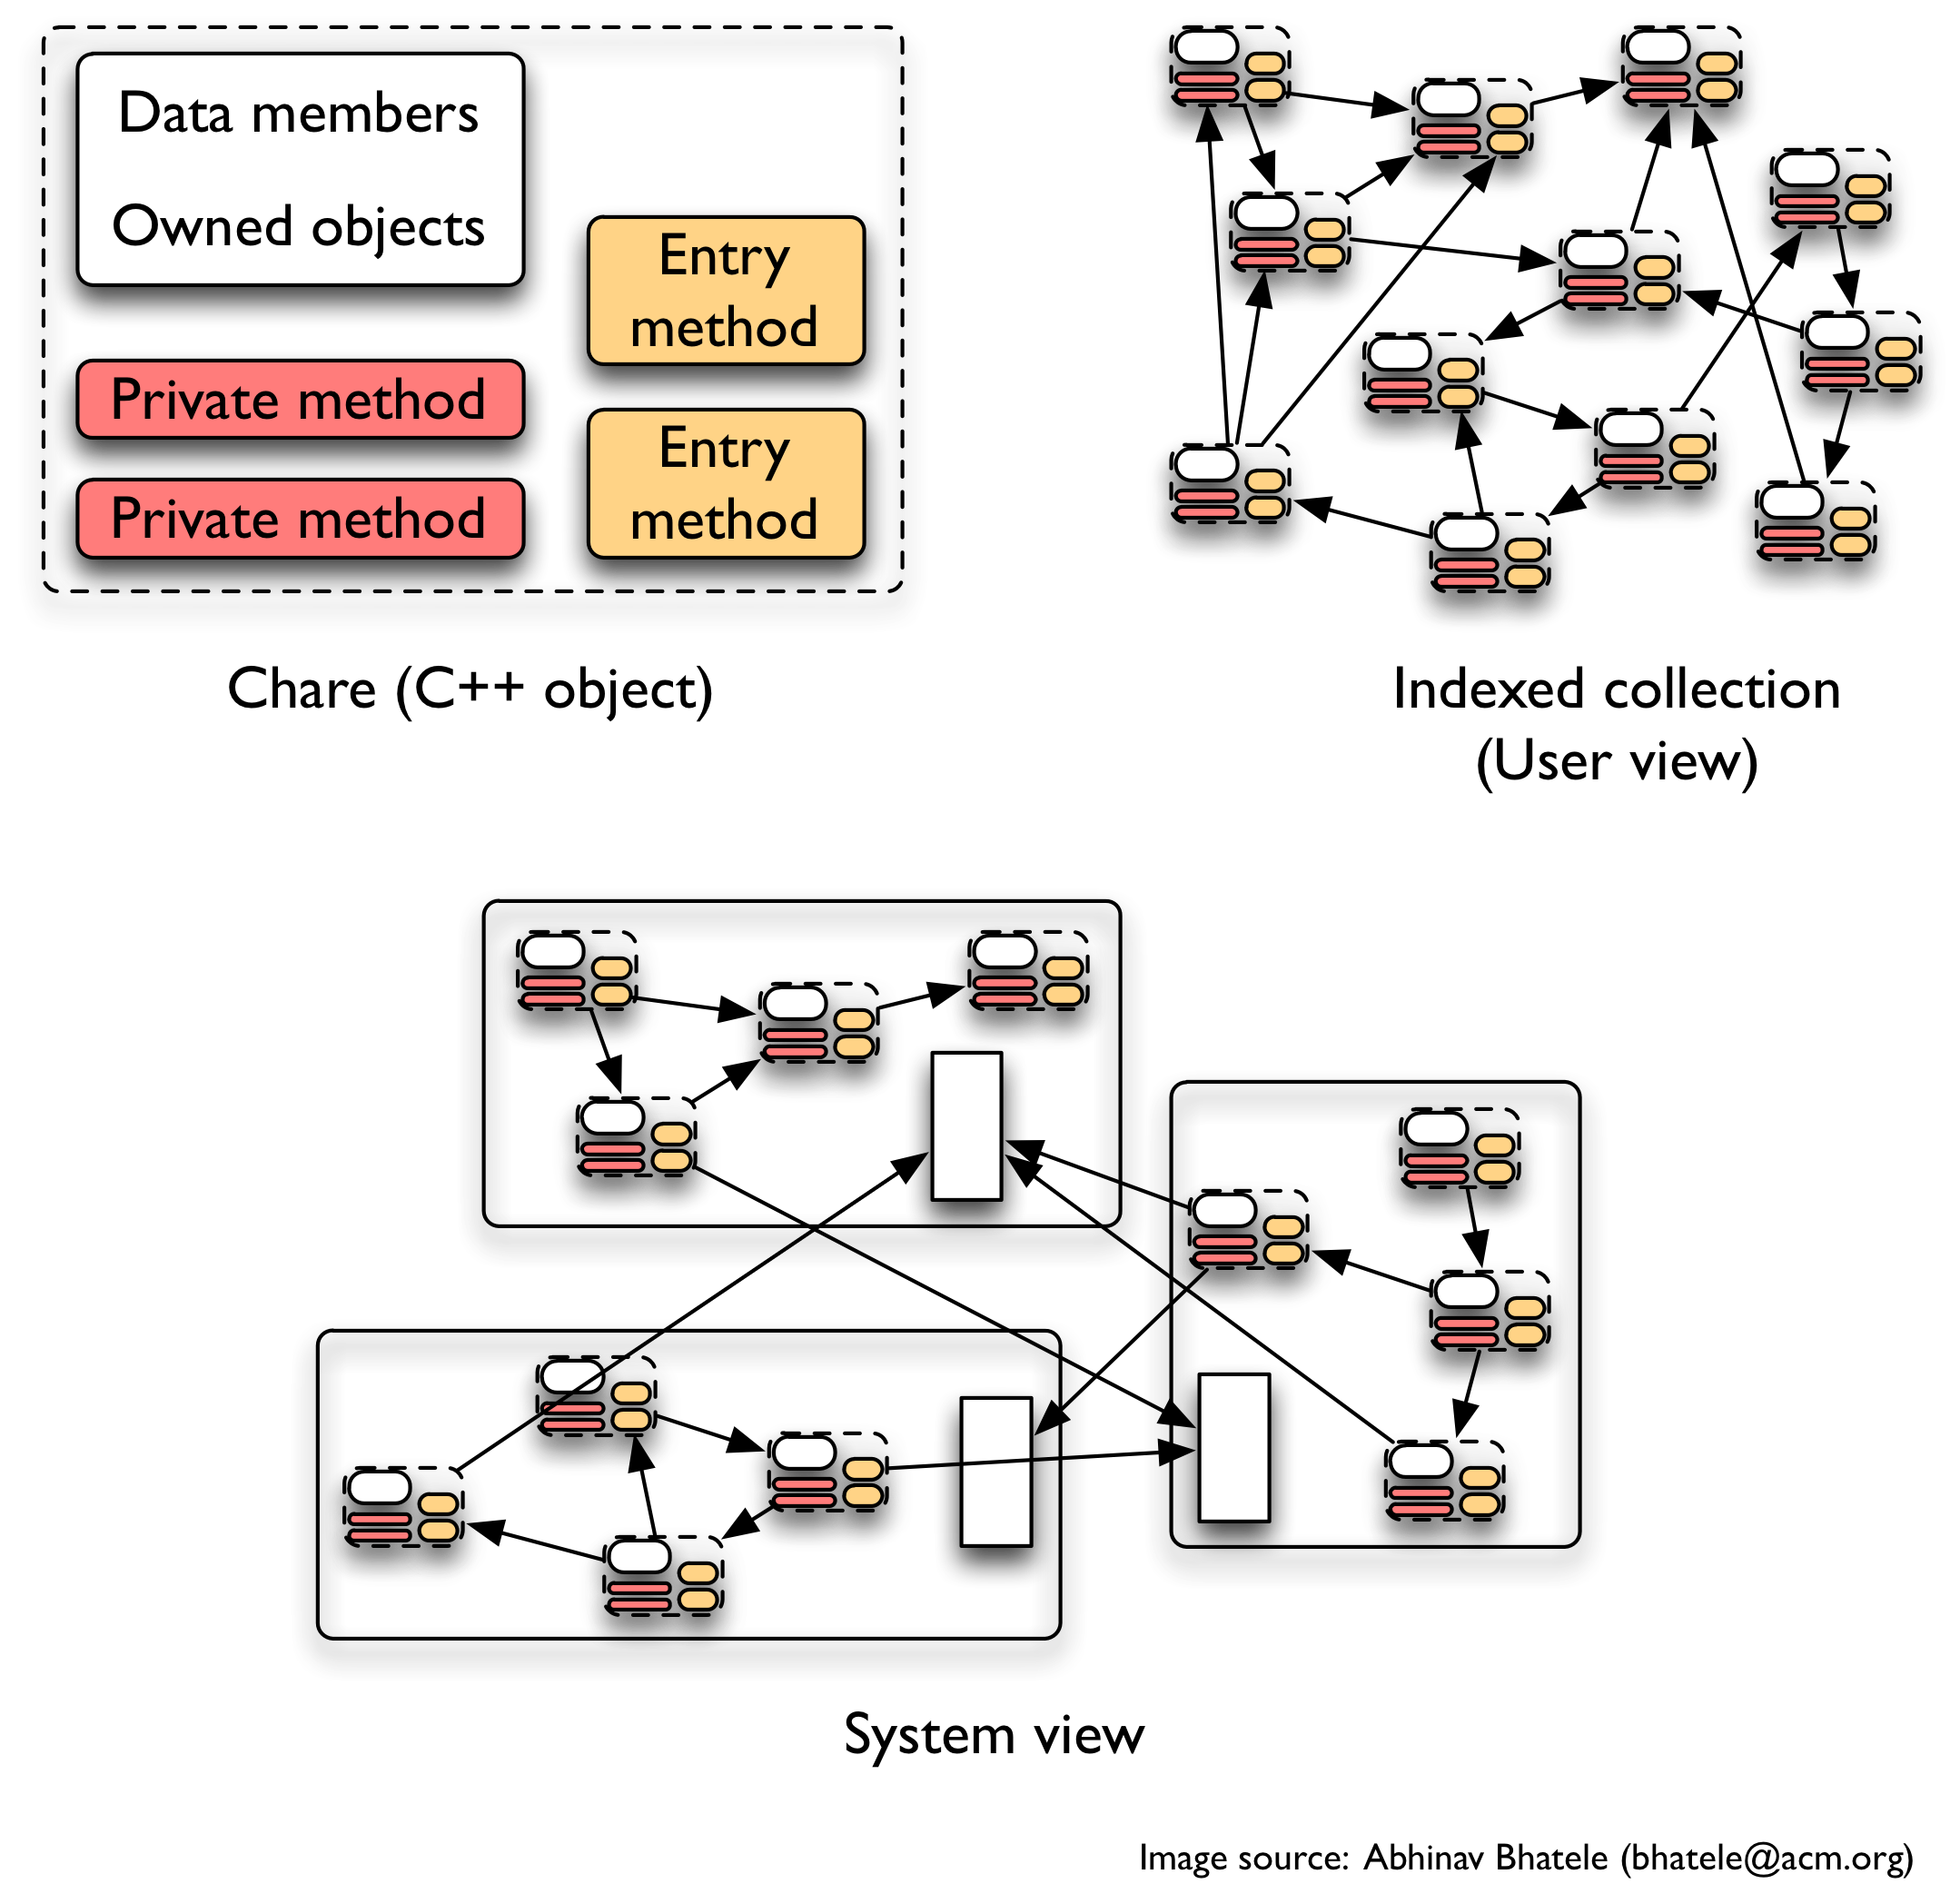 Data members
Owned objects
Entry
method
Private method
Entry
method
Private method
Chare (C++ object)
Indexed collection
(User view)
System view
Image source: Abhinav Bhatele (bhatele@acm.org)